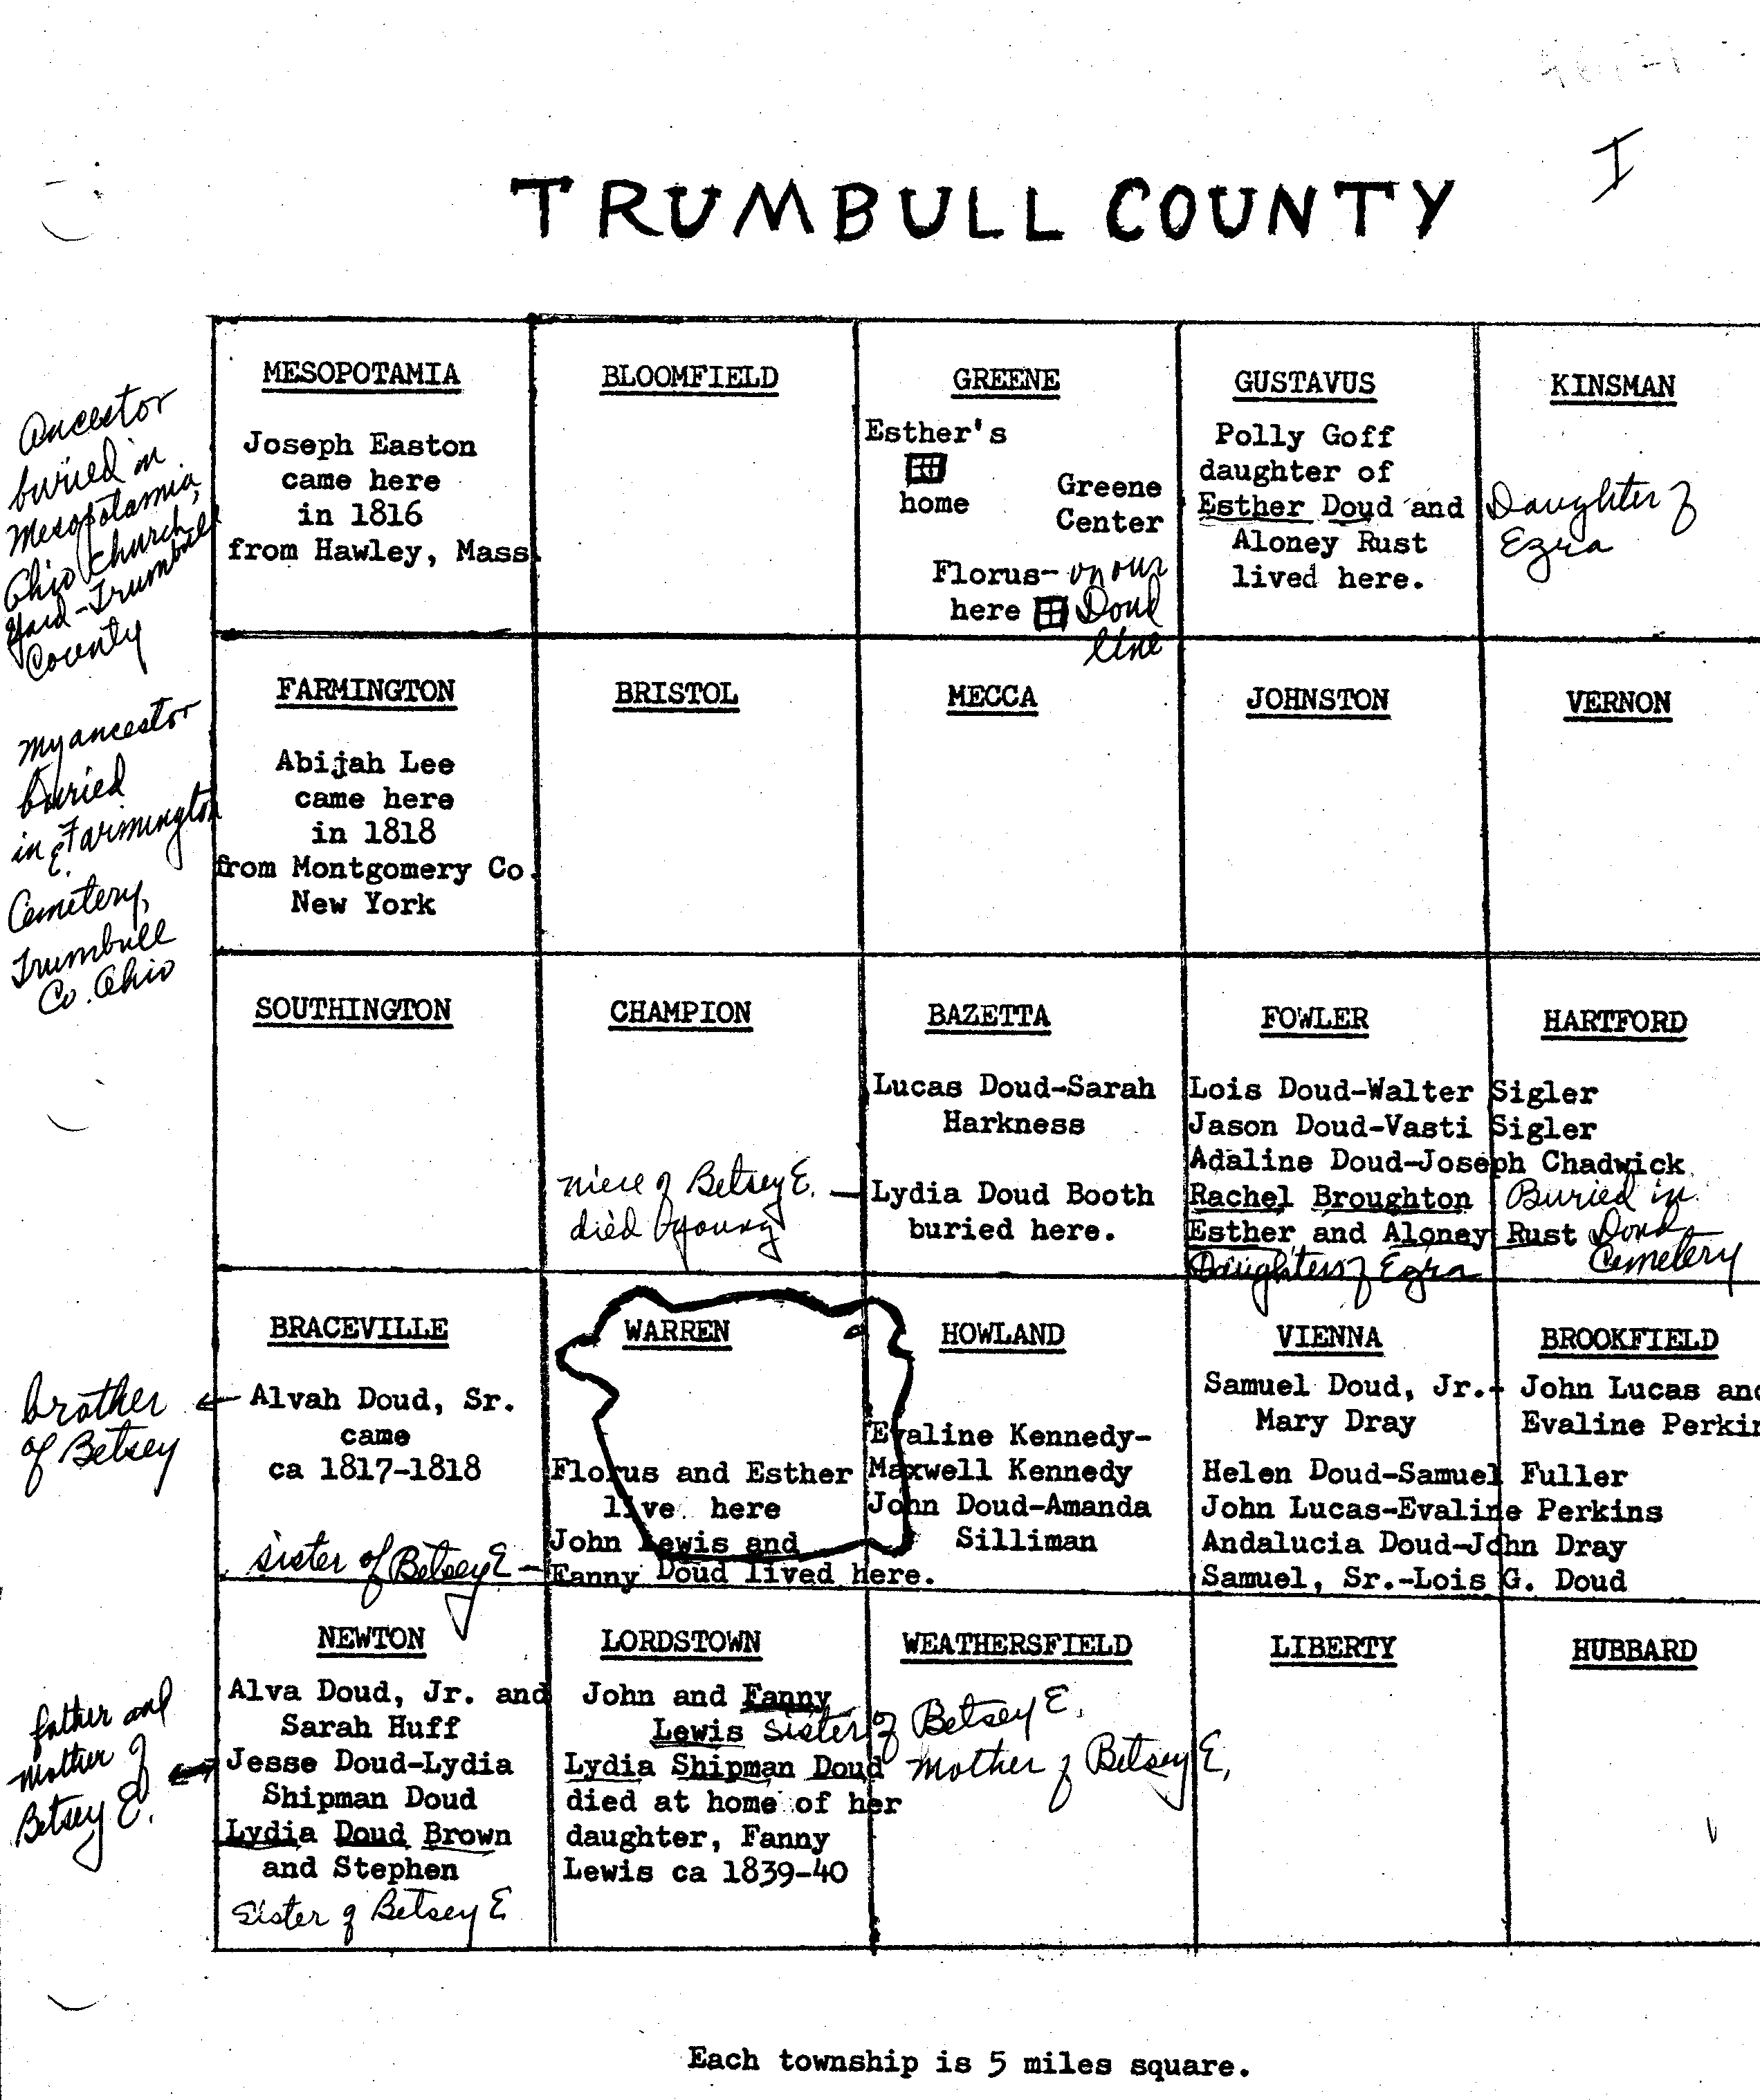 I
TRUMBULL COUNTY
Ancestor
buried in
Mesopotamia,
Ohio Church
Yard-Trumbull
County
MESOPOTAMIA
Joseph Easton
came here
in 1816
from Hawley, Mass.
BLOOMFIELD
GREENE
Esther's
home
Greene
Center
Florus- on our
here Doud
line
GUSTAVUS
Polly Goff
daughter of
Esther Doud and
Aloney Rust
lived here.
KINSMAN
Daughter of
Ezra
my ancestor
buried
in E. Farmington
Cemetery,
Trumbull
Co. Ohio
FARMINGTON
Abijah Lee
came here
in 1818
from Montgomery Co.
New York
BRISTOL
MECCA
JOHNSTON
VERNON
SOUTHINGTON
CHAMPION
niece of Betsey E. —
died young
BAZETTA
Lucas Doud-Sarah
Harkness
Lydia Doud Booth
buried here.
FOWLER
HARTFORD
Lois Doud-Walter Sigler
Jason Doud-Vasti Sigler
Adaline Doud-Joseph Chadwick
Rachel Broughton Buried in
Esther and Aloney Rust Doud
Daughters of Ezra Cemetery
brother
of Betsey
BRACEVILLE
Alvah Doud, Sr.
came
ca 1817-1818
sister of Betsey E —
WARREN
Florus and Esther
live here
John Lewis and
Fanny Doud lived here.
HOWLAND
Evaline Kennedy-
Maxwell Kennedy
John Doud-Amanda
Silliman
VIENNA
BROOKFIELD
Samuel Doud, Jr.- John Lucas and
Mary Dray Evaline Perkin
Helen Doud-Samuel Fuller
John Lucas-Evaline Perkins
Andalucia Doud-John Dray
Samuel, Sr.-Lois G. Doud
father and
mother of
Betsey E.
NEWTON
Alva Doud, Jr. and
Sarah Huff
Jesse Doud-Lydia
Shipman Doud
Lydia Doud Brown
and Stephen
Sister of Betsey E
LORDSTOWN
John and Fanny
Lewis Sister of Betsey E.
Lydia Shipman Doud mother of Betsey E.
died at home of her
daughter, Fanny
Lewis ca 1839-40
WEATHERSFIELD
LIBERTY
HUBBARD
Each township is 5 miles square.